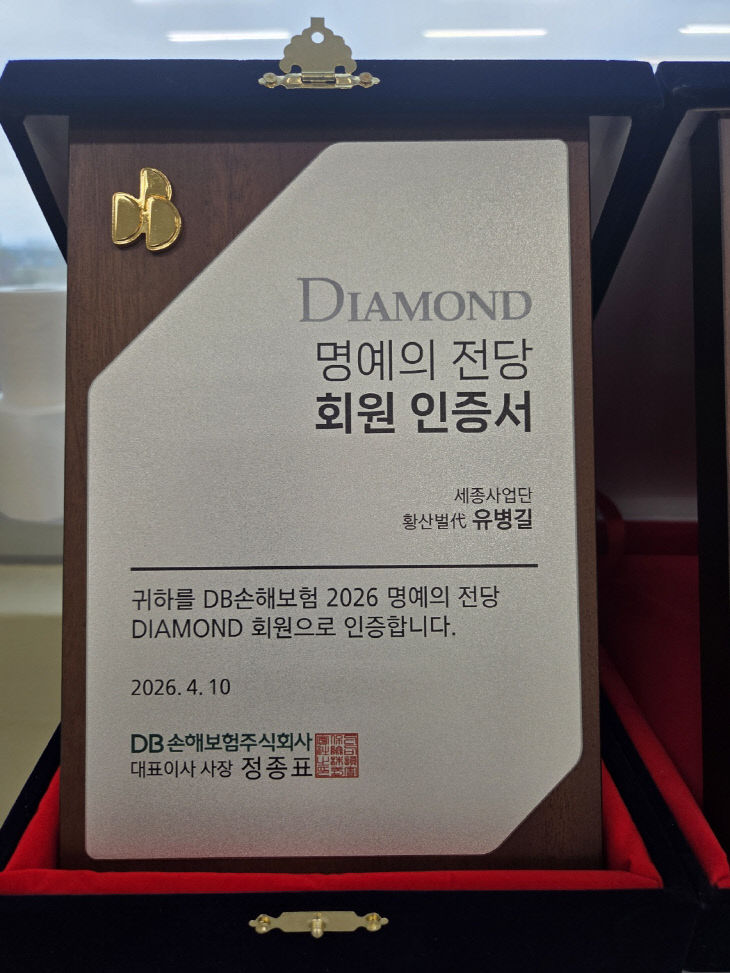 DIAMOND
명예의 전당
회원 인증서
세종사업단
황산벌代 유병길
귀하를 DB손해보험 2026 명예의 전당
DIAMOND 회원으로 인증합니다.
2026. 4. 10
DB손해보험주식회사
대표이사 사장 정종표